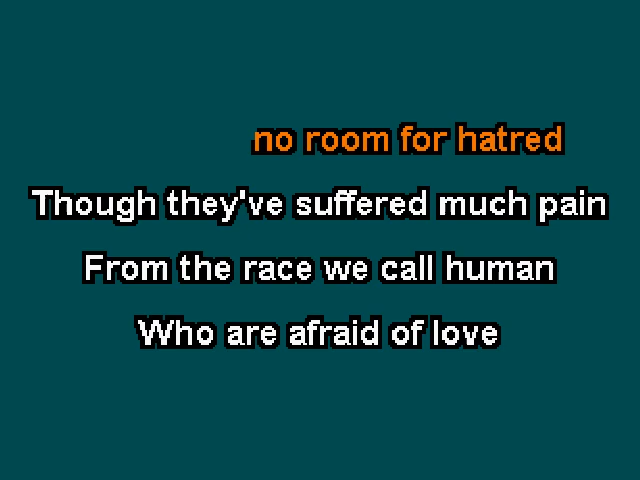 no room for hatred
Though they've suffered much pain
From the race we call human
Who are afraid of love